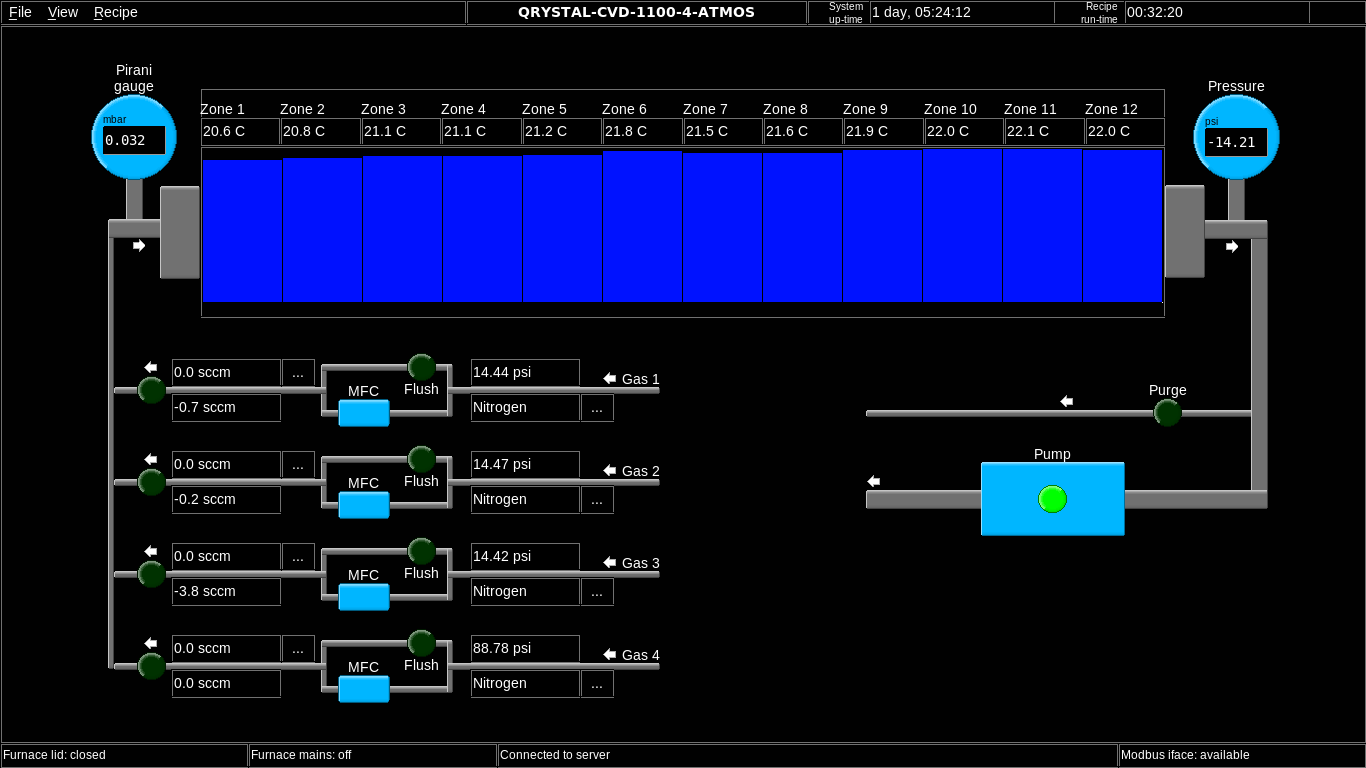 File View Recipe QRYSTAL-CVD-1100-4-ATMOS System up-time 1 day, 05:24:12 Recipe run-time 00:32:20
Pirani gauge
mbar
0.032
Zone 1 Zone 2 Zone 3 Zone 4 Zone 5 Zone 6 Zone 7 Zone 8 Zone 9 Zone 10 Zone 11 Zone 12
20.6 C 20.8 C 21.1 C 21.1 C 21.2 C 21.8 C 21.5 C 21.6 C 21.9 C 22.0 C 22.1 C 22.0 C
Pressure
psi
-14.21
0.0 sccm ... 14.44 psi Gas 1
MFC Flush
-0.7 sccm Nitrogen ...
0.0 sccm ... 14.47 psi Gas 2
MFC Flush
-0.2 sccm Nitrogen ...
0.0 sccm ... 14.42 psi Gas 3
MFC Flush
-3.8 sccm Nitrogen ...
0.0 sccm ... 88.78 psi Gas 4
MFC Flush
0.0 sccm Nitrogen ...
Purge
Pump
Furnace lid: closed Furnace mains: off Connected to server Modbus iface: available